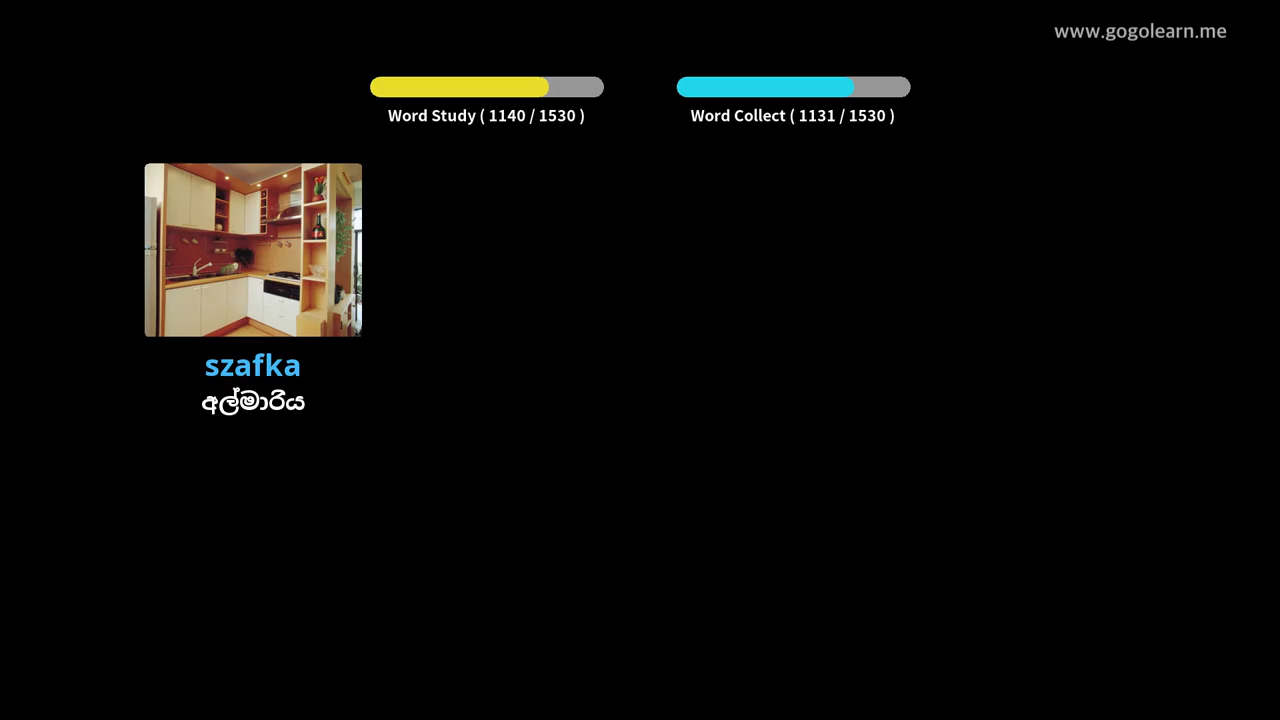 www.gogolearn.me
Word Study ( 1140 / 1530 )
Word Collect ( 1131 / 1530 )
szafka
අල්මාරිය